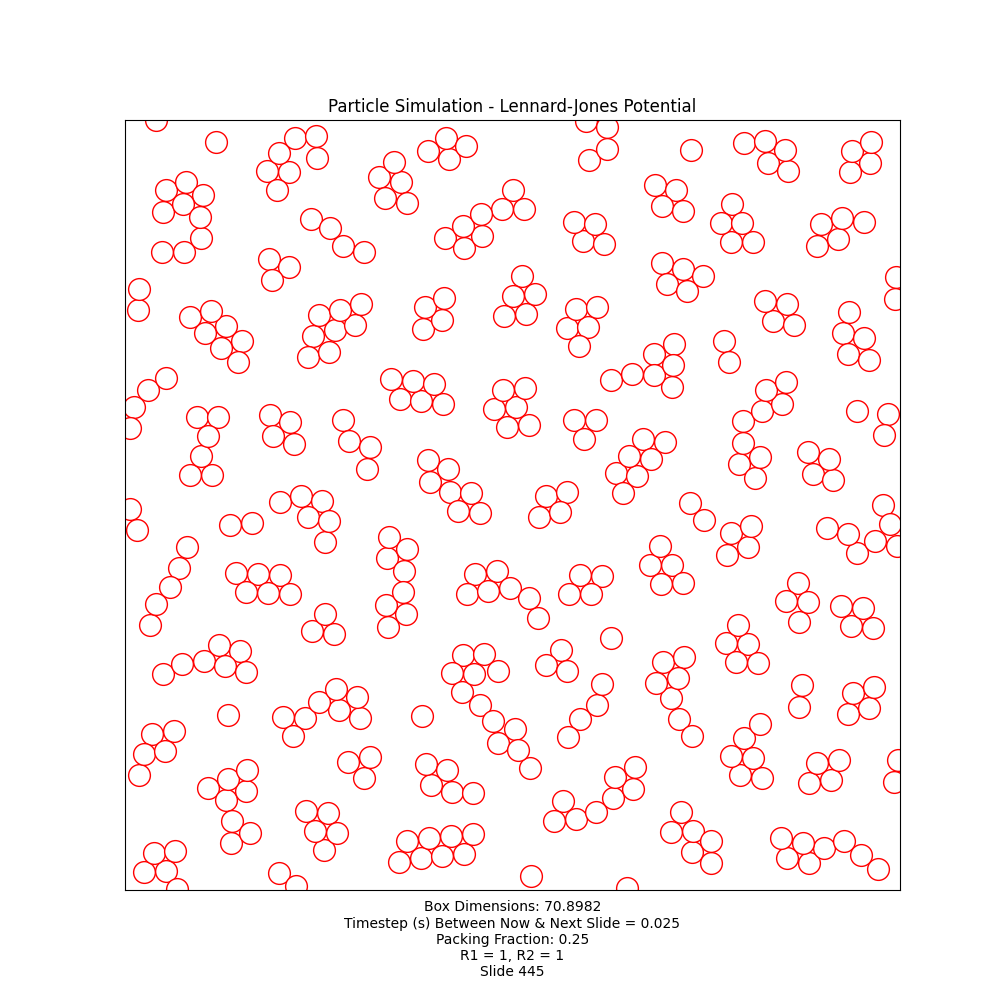 Particle Simulation - Lennard-Jones Potential
Box Dimensions: 70.8982
Timestep (s) Between Now & Next Slide = 0.025
Packing Fraction: 0.25
R1 = 1, R2 = 1
Slide 445